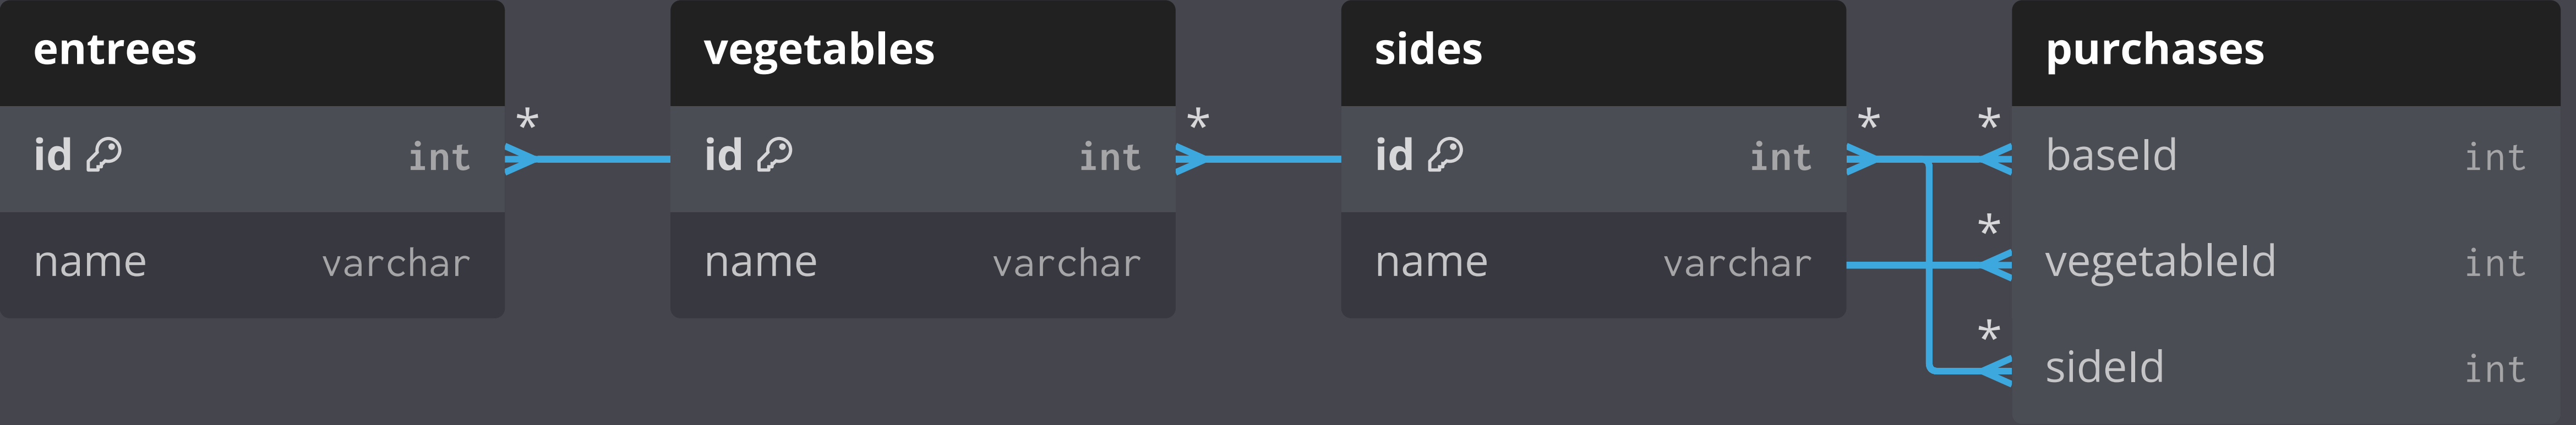 entrees
id int
name varchar
*
vegetables
id int
name varchar
*
sides
id int
name varchar
*
*
*
*
purchases
baseId int
vegetableId int
sideId int